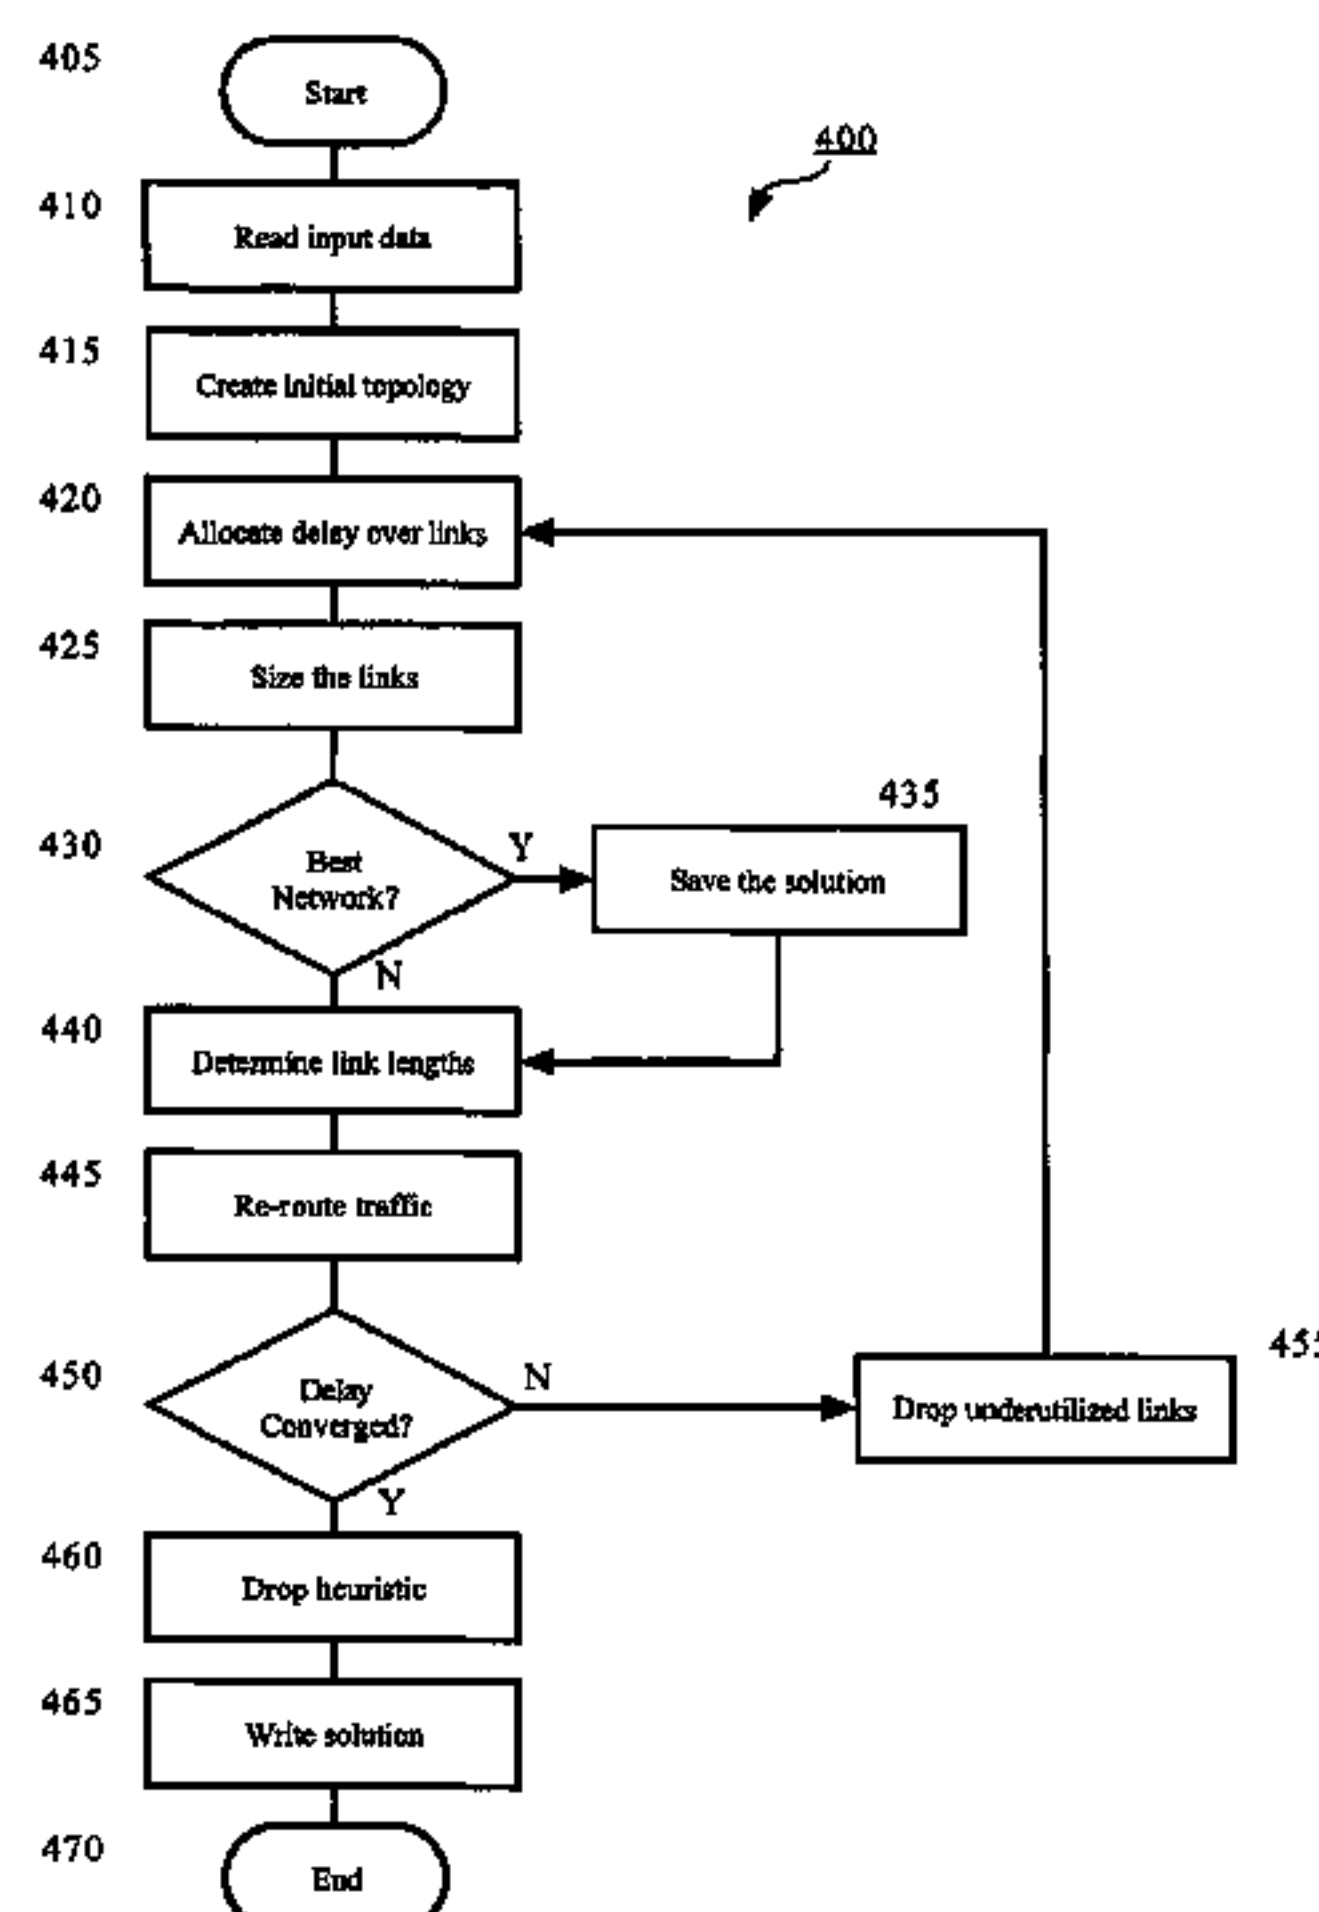 405
Start
400
410
Read input data
415
Create initial topology
420
Allocate delay over links
425
Size the links
430
Best
Network?
Y
435
Save the solution
N
440
Determine link lengths
445
Re-route traffic
450
Delay
Converged?
N
455
Drop underutilized links
Y
460
Drop heuristic
465
Write solution
470
End